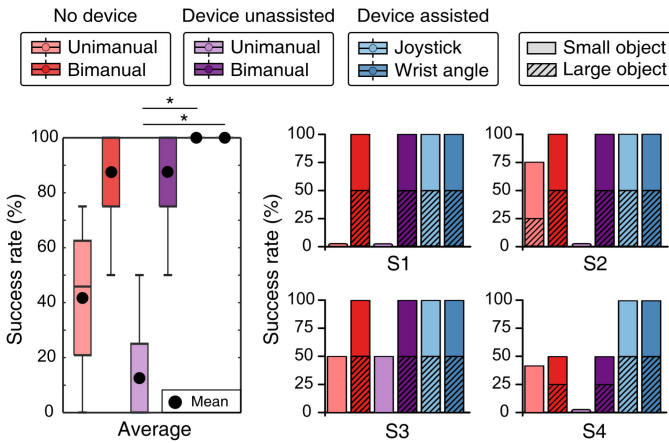 No device
Device unassisted
Device assisted
Unimanual
Bimanual
Unimanual
Bimanual
Joystick
Wrist angle
Small object
Large object
*
*
Success rate (%)
100
80
60
40
20
0
Mean
Average
Success rate (%)
100
75
50
25
0
S1
100
75
50
25
0
S2
Success rate (%)
100
75
50
25
0
S3
100
75
50
25
0
S4